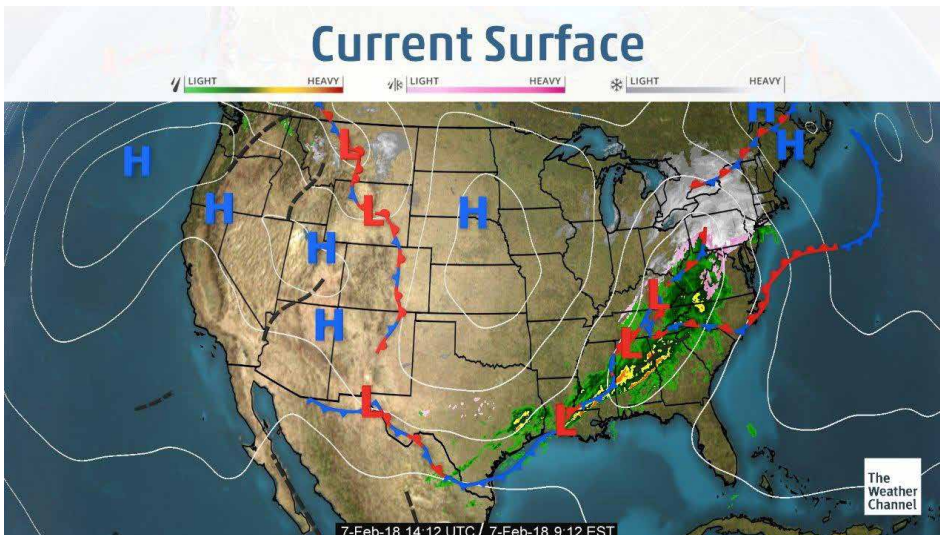 Current Surface
LIGHT HEAVY LIGHT HEAVY LIGHT HEAVY
H H
H
L
H L H
H
L
H L
L L
The
Weather
Channel
7-Feb-18 14:12 UTC / 7-Feb-18 9:12 EST